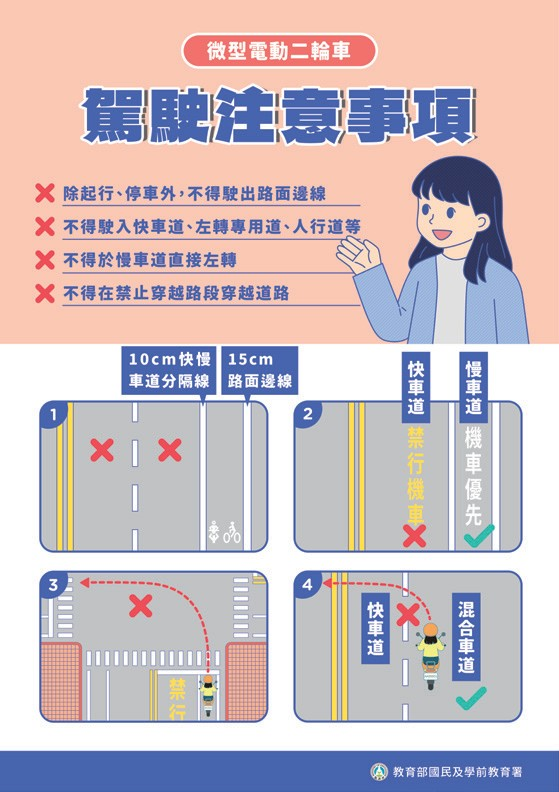 微型電動二輪車
駕駛注意事項
除起行、停車外，不得駛出路面邊線
不得駛入快車道、左轉專用道、人行道等
不得於慢車道直接左轉
不得在禁止穿越路段穿越道路
10cm快慢
車道分隔線
15cm
路面邊線
1
2
快車道
慢車道
禁行機車
機車優先
3
禁行
4
快車道
混合車道
教育部國民及學前教育署